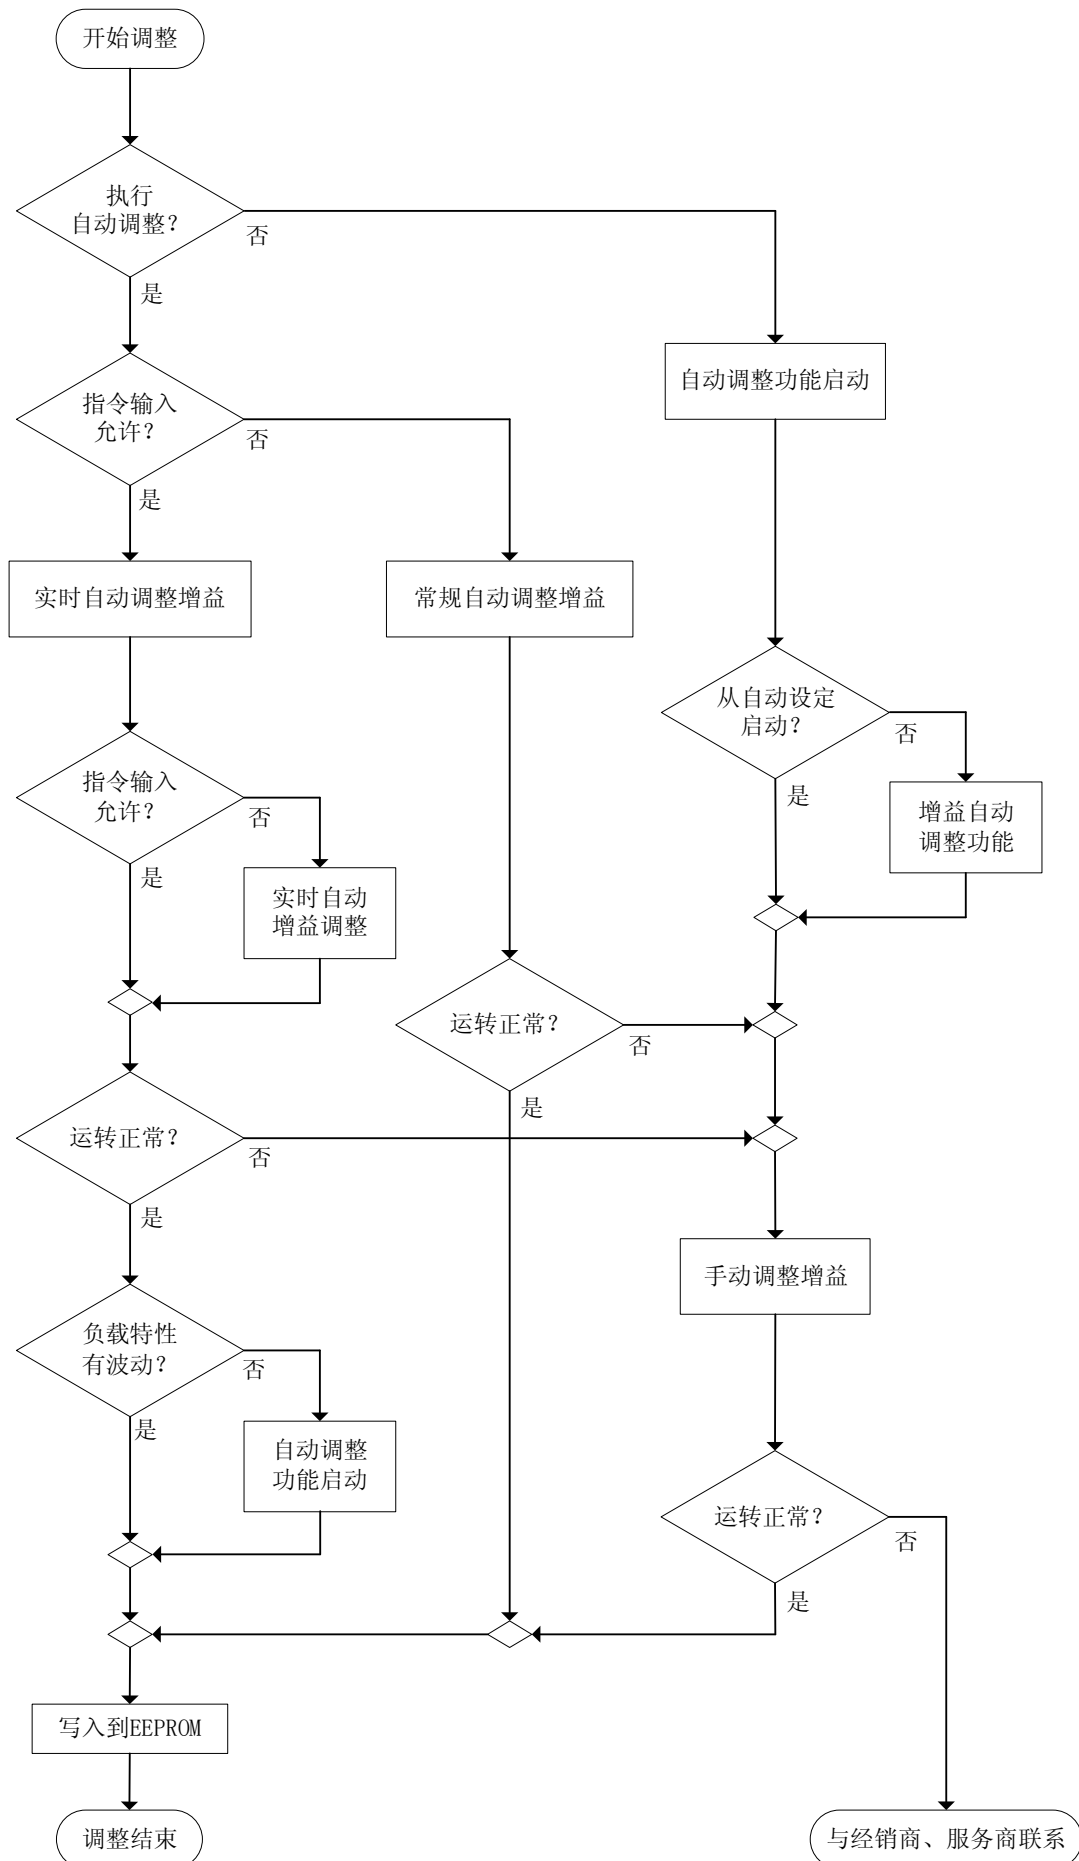 开始调整
执行
自动调整?
否
是
自动调整功能启动
指令输入
允许?
否
是
实时自动调整增益
常规自动调整增益
从自动设定
启动?
否
是
指令输入
允许?
否
是
增益自动
调整功能
实时自动
增益调整
运转正常?
否
是
运转正常?
否
是
手动调整增益
负载特性
有波动?
否
是
自动调整
功能启动
运转正常?
否
是
写入到EEPROM
调整结束
与经销商、服务商联系